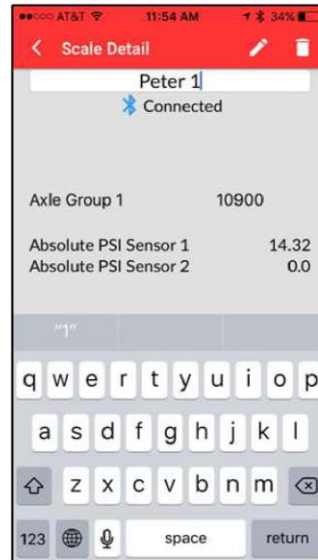 AT&T 11:54 AM 34%
Scale Detail
Peter 1
Connected
Axle Group 1 10900
Absolute PSI Sensor 1 14.32
Absolute PSI Sensor 2 0.0
"1"
q w e r t y u i o p
a s d f g h j k l
z x c v b n m
123 space return